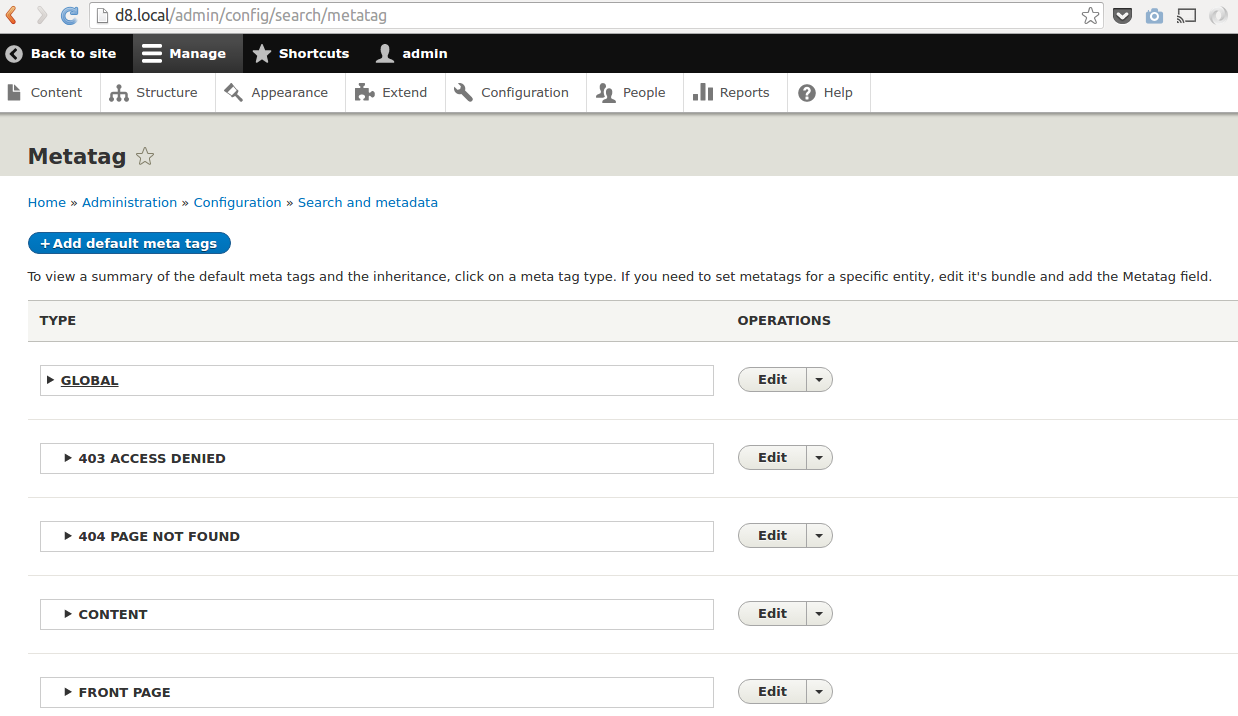 d8.local/admin/config/search/metatag
Back to site Manage Shortcuts admin
Content Structure Appearance Extend Configuration People Reports Help
Metatag
Home » Administration » Configuration » Search and metadata
+Add default meta tags
To view a summary of the default meta tags and the inheritance, click on a meta tag type. If you need to set metatags for a specific entity, edit it's bundle and add the Metatag field.
TYPE OPERATIONS
GLOBAL Edit
403 ACCESS DENIED Edit
404 PAGE NOT FOUND Edit
CONTENT Edit
FRONT PAGE Edit